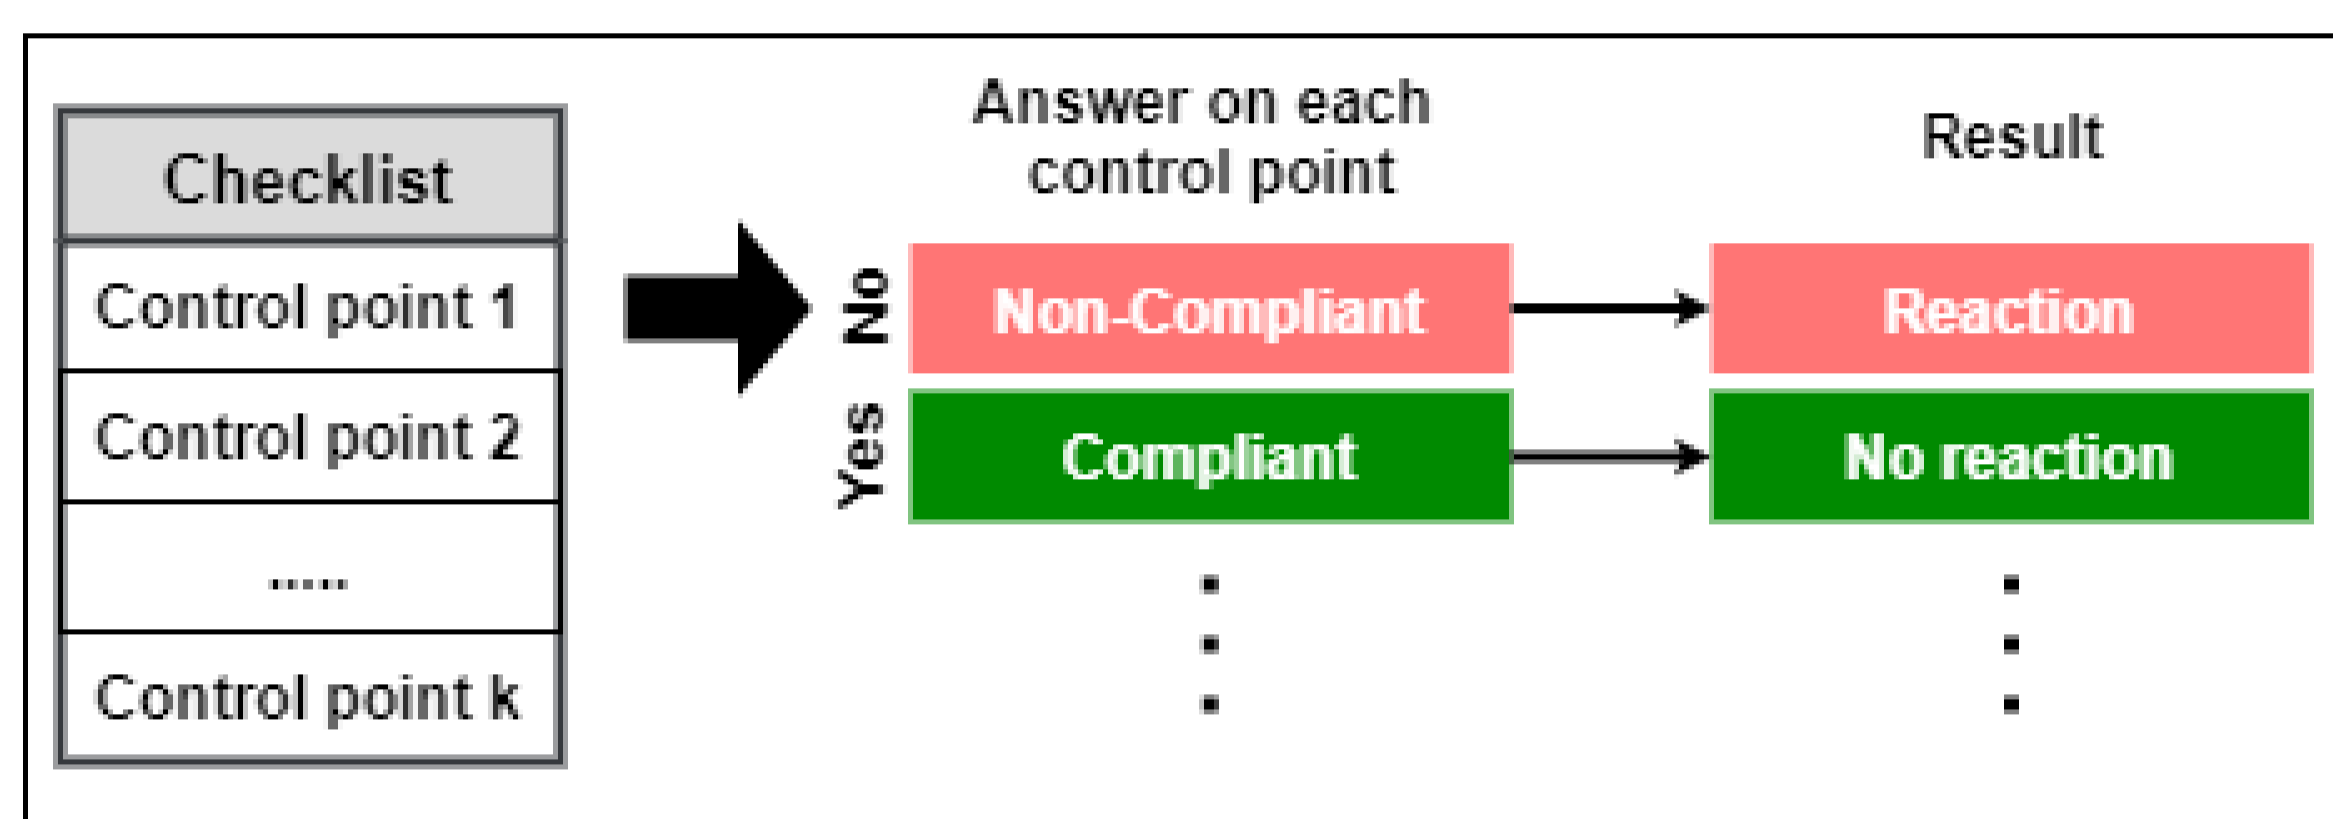 Checklist
Control point 1
Control point 2
.....
Control point k
Answer on each
control point
No
Non-Compliant
Yes
Compliant
Result
Reaction
No reaction